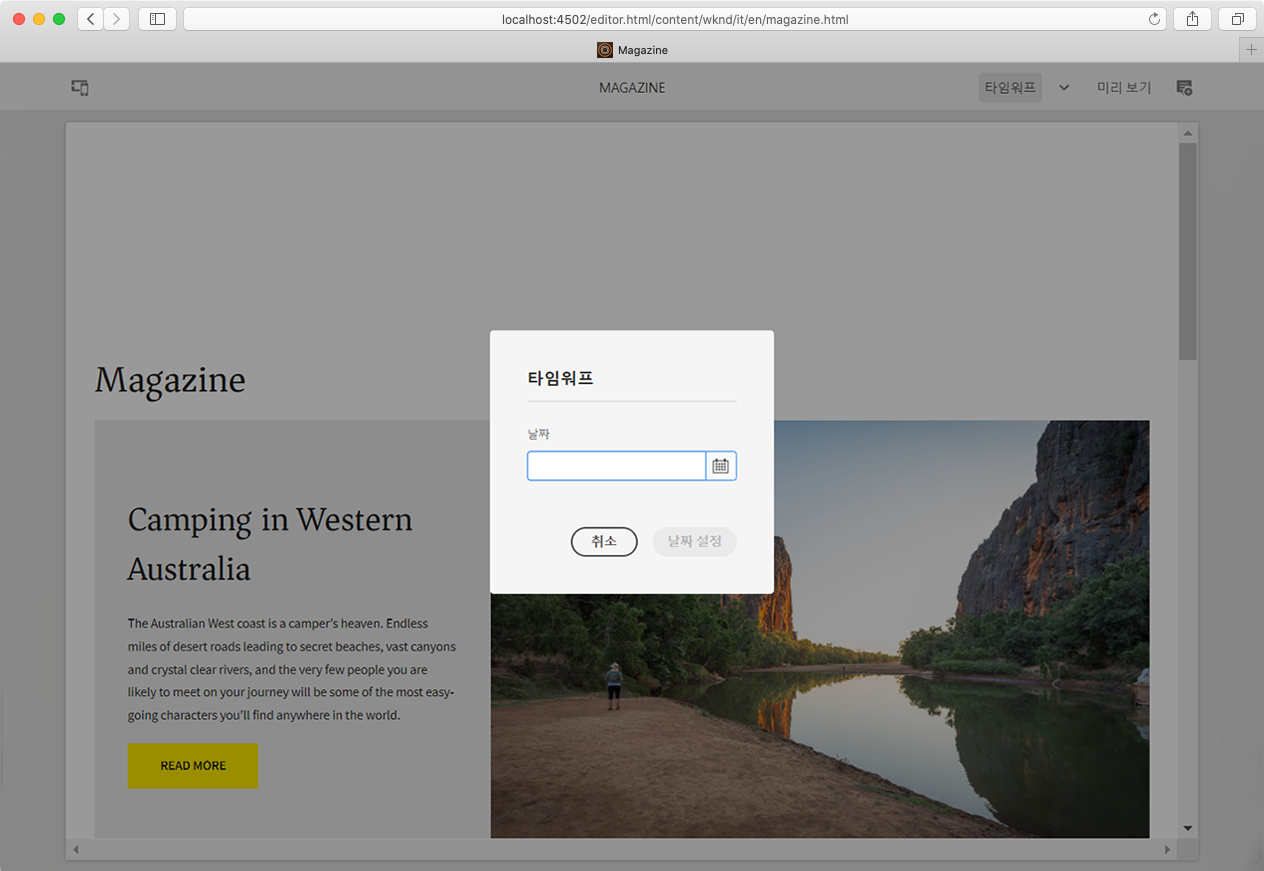 localhost:4502/editor.html/content/wknd/it/en/magazine.html
Magazine
MAGAZINE
타임워프
미리 보기
Magazine
Camping in Western
Australia
The Australian West coast is a camper's heaven. Endless
miles of desert roads leading to secret beaches, vast canyons
and crystal clear rivers, and the very few people you are
likely to meet on your journey will be some of the most easy-
going characters you'll find anywhere in the world.
READ MORE
타임워프
날짜
취소
날짜 설정